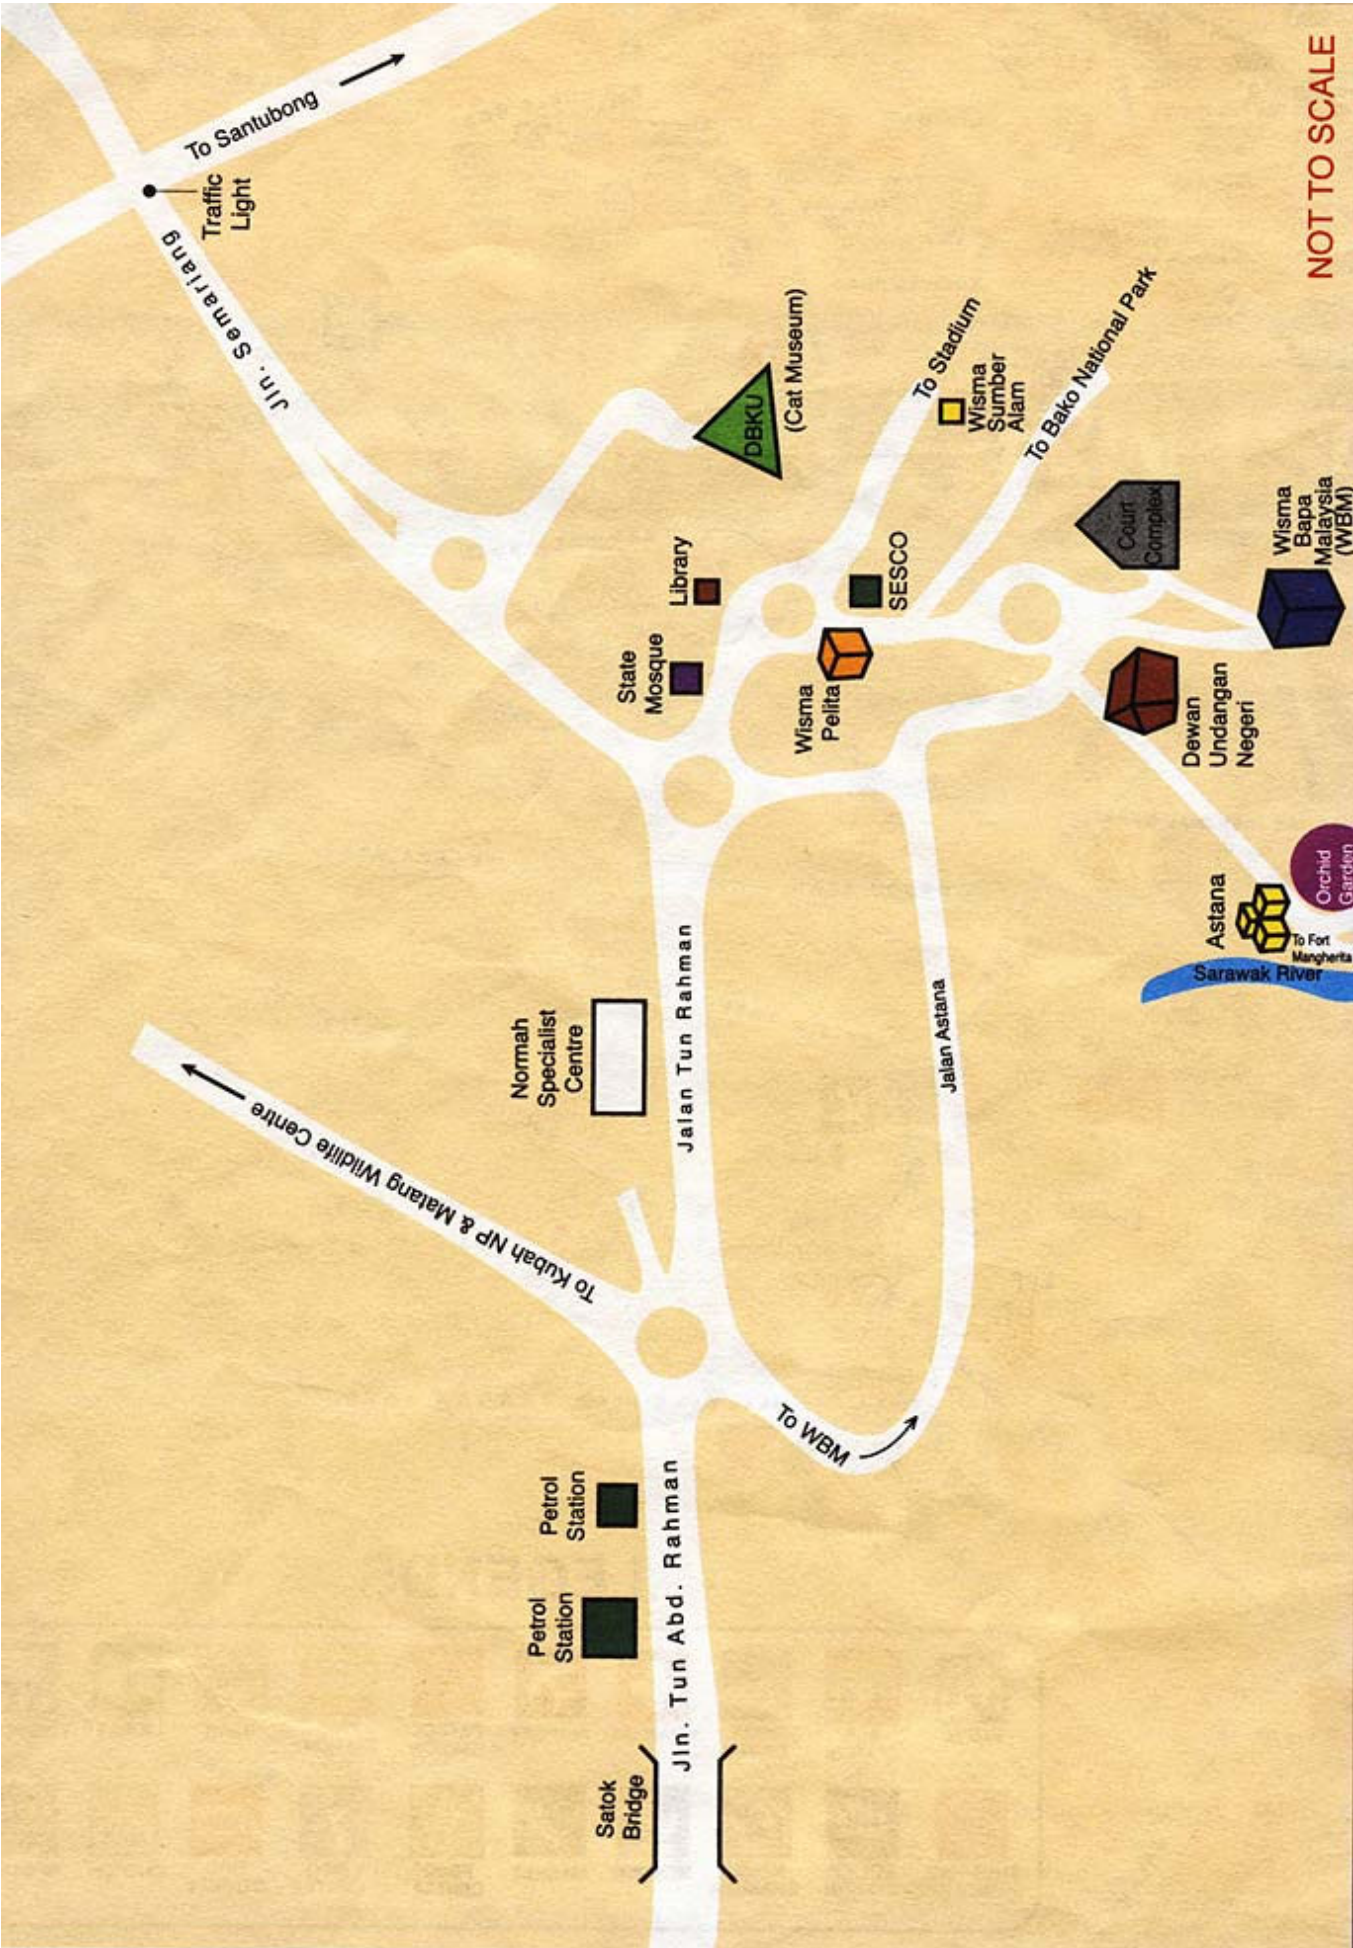 To Santubong
Traffic
Light
NOT TO SCALE
Jln. Semariang
DBKU
(Cat Museum)
To Stadium
Wisma
Sumber
Alam
To Bako National Park
Court
Complex
Wisma
Bapa
Malaysia
(WBM)
Library
SESCO
State
Mosque
Wisma
Pelita
Dewan
Undangan
Negeri
Orchid
Garden
Astana
To Fort
Mangherita
Sarawak River
Normah
Specialist
Centre
Jalan Tun Rahman
Jalan Astana
To Kubah NP & Matang Wildlife Centre
To WBM
Petrol
Station
Petrol
Station
Jln. Tun Abd. Rahman
Satok
Bridge